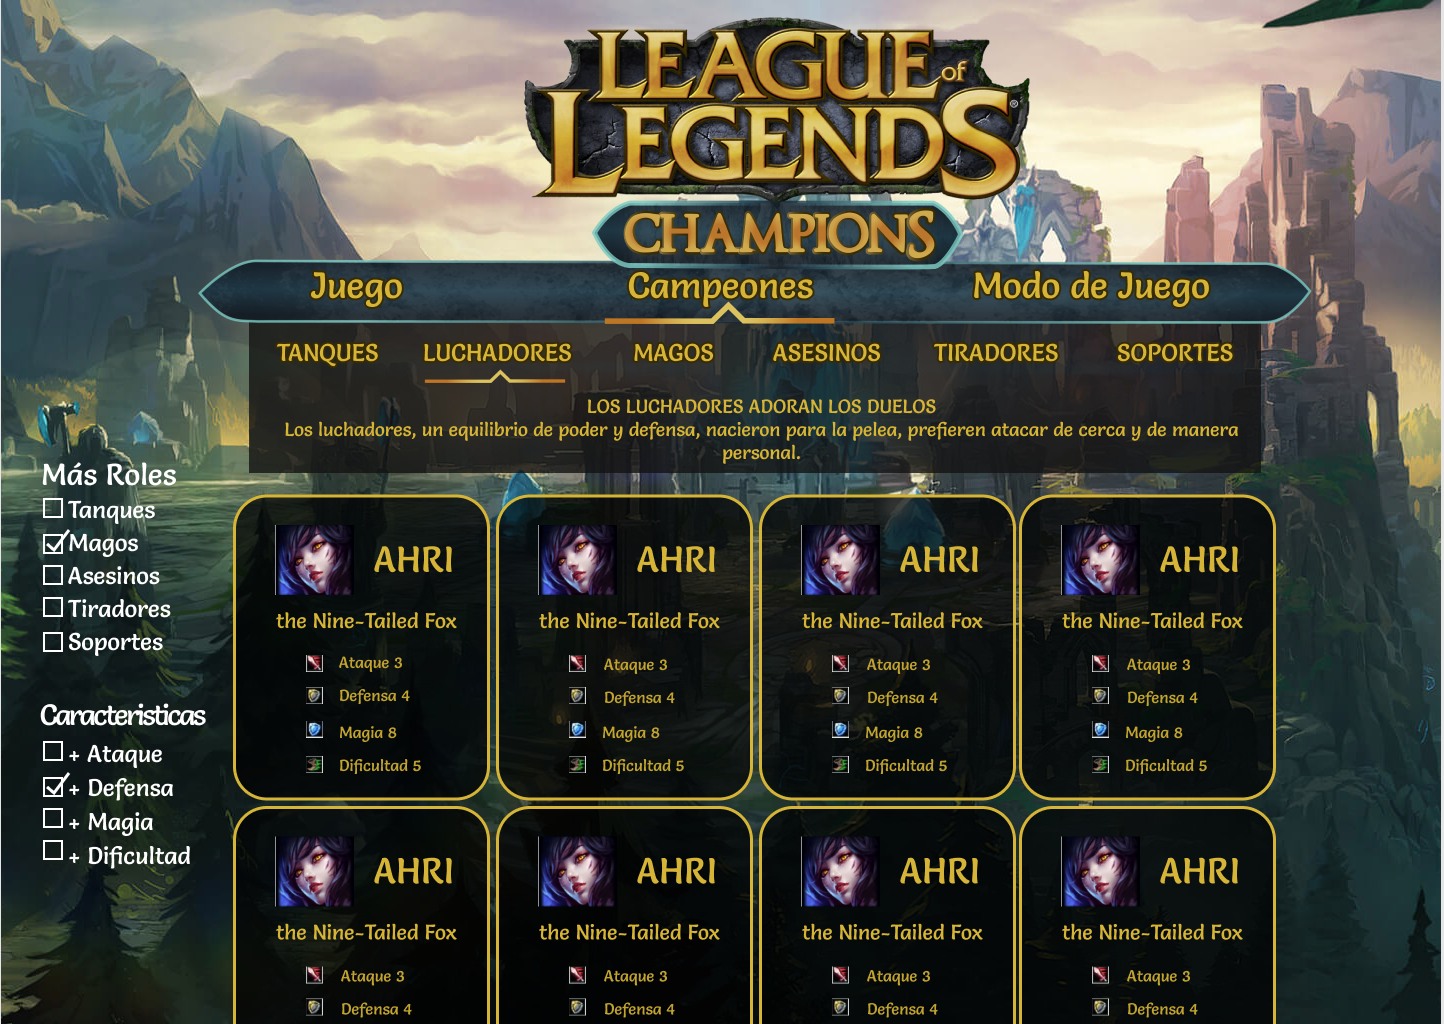 LEAGUE of
LEGENDS®
CHAMPIONS
Juego Campeones Modo de Juego
TANQUES LUCHADORES MAGOS ASESINOS TIRADORES SOPORTES
LOS LUCHADORES ADORAN LOS DUELOS
Los luchadores, un equilibrio de poder y defensa, nacieron para la pelea, prefieren atacar de cerca y de manera
personal.
Más Roles
Tanques
Magos
Asesinos
Tiradores
Soportes
Caracteristicas
+ Ataque
+ Defensa
+ Magia
+ Dificultad
AHRI AHRI AHRI AHRI
the Nine-Tailed Fox the Nine-Tailed Fox the Nine-Tailed Fox the Nine-Tailed Fox
Ataque 3 Ataque 3 Ataque 3 Ataque 3
Defensa 4 Defensa 4 Defensa 4 Defensa 4
Magia 8 Magia 8 Magia 8 Magia 8
Dificultad 5 Dificultad 5 Dificultad 5 Dificultad 5
AHRI AHRI AHRI AHRI
the Nine-Tailed Fox the Nine-Tailed Fox the Nine-Tailed Fox the Nine-Tailed Fox
Ataque 3 Ataque 3 Ataque 3 Ataque 3
Defensa 4 Defensa 4 Defensa 4 Defensa 4